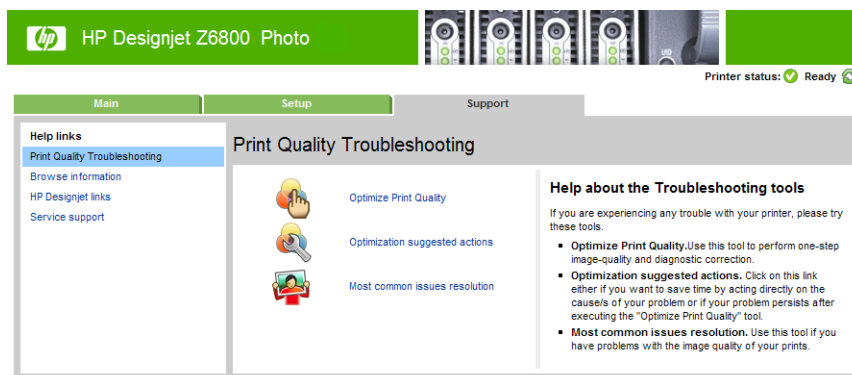 hp HP Designjet Z6800 Photo
UID
Printer status: Ready
Main Setup Support
Help links
Print Quality Troubleshooting
Browse information
HP Designjet links
Service support
Print Quality Troubleshooting
Optimize Print Quality
Optimization suggested actions
Most common issues resolution
Help about the Troubleshooting tools
If you are experiencing any trouble with your printer, please try
these tools.
Optimize Print Quality.Use this tool to perform one-step
image-quality and diagnostic correction.
Optimization suggested actions. Click on this link
either if you want to save time by acting directly on the
cause/s of your problem or if your problem persists after
executing the "Optimize Print Quality" tool.
Most common issues resolution. Use this tool if you
have problems with the image quality of your prints.